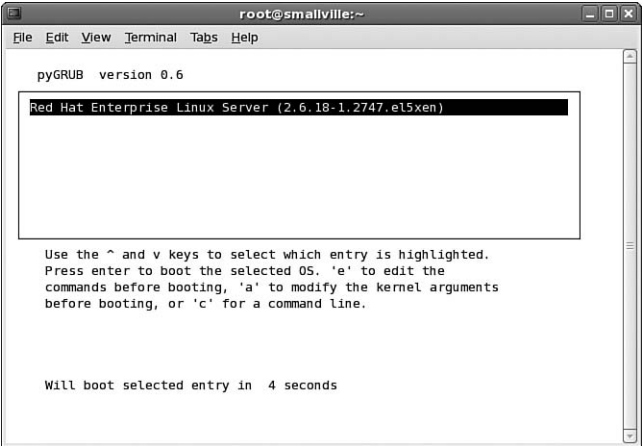 root@smallville:~
File Edit View Terminal Tabs Help
pyGRUB version 0.6
Red Hat Enterprise Linux Server (2.6.18-1.2747.el5xen)
Use the ^ and v keys to select which entry is highlighted.
Press enter to boot the selected OS. 'e' to edit the
commands before booting, 'a' to modify the kernel arguments
before booting, or 'c' for a command line.
Will boot selected entry in 4 seconds